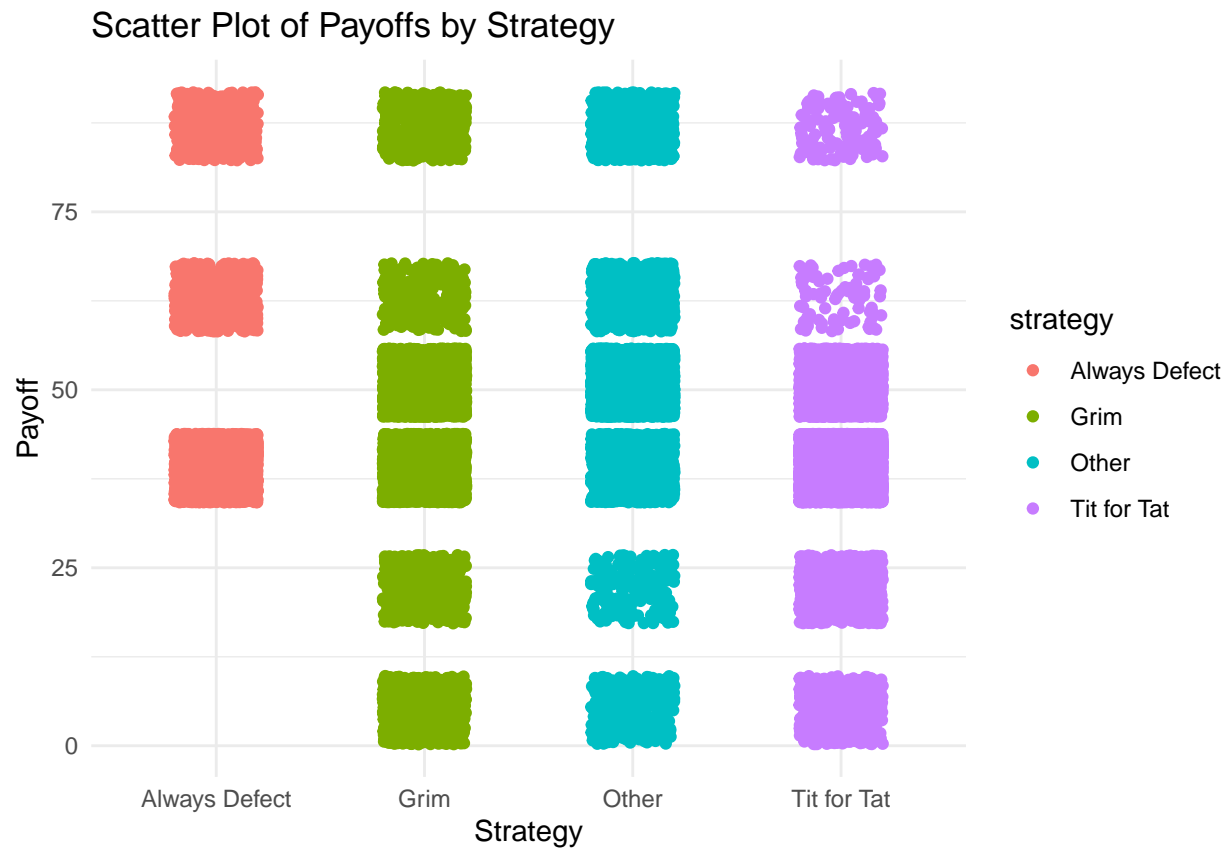 Scatter Plot of Payoffs by Strategy
75
50
25
0
Payoff
Always Defect
Grim
Other
Tit for Tat
Strategy
strategy
Always Defect
Grim
Other
Tit for Tat